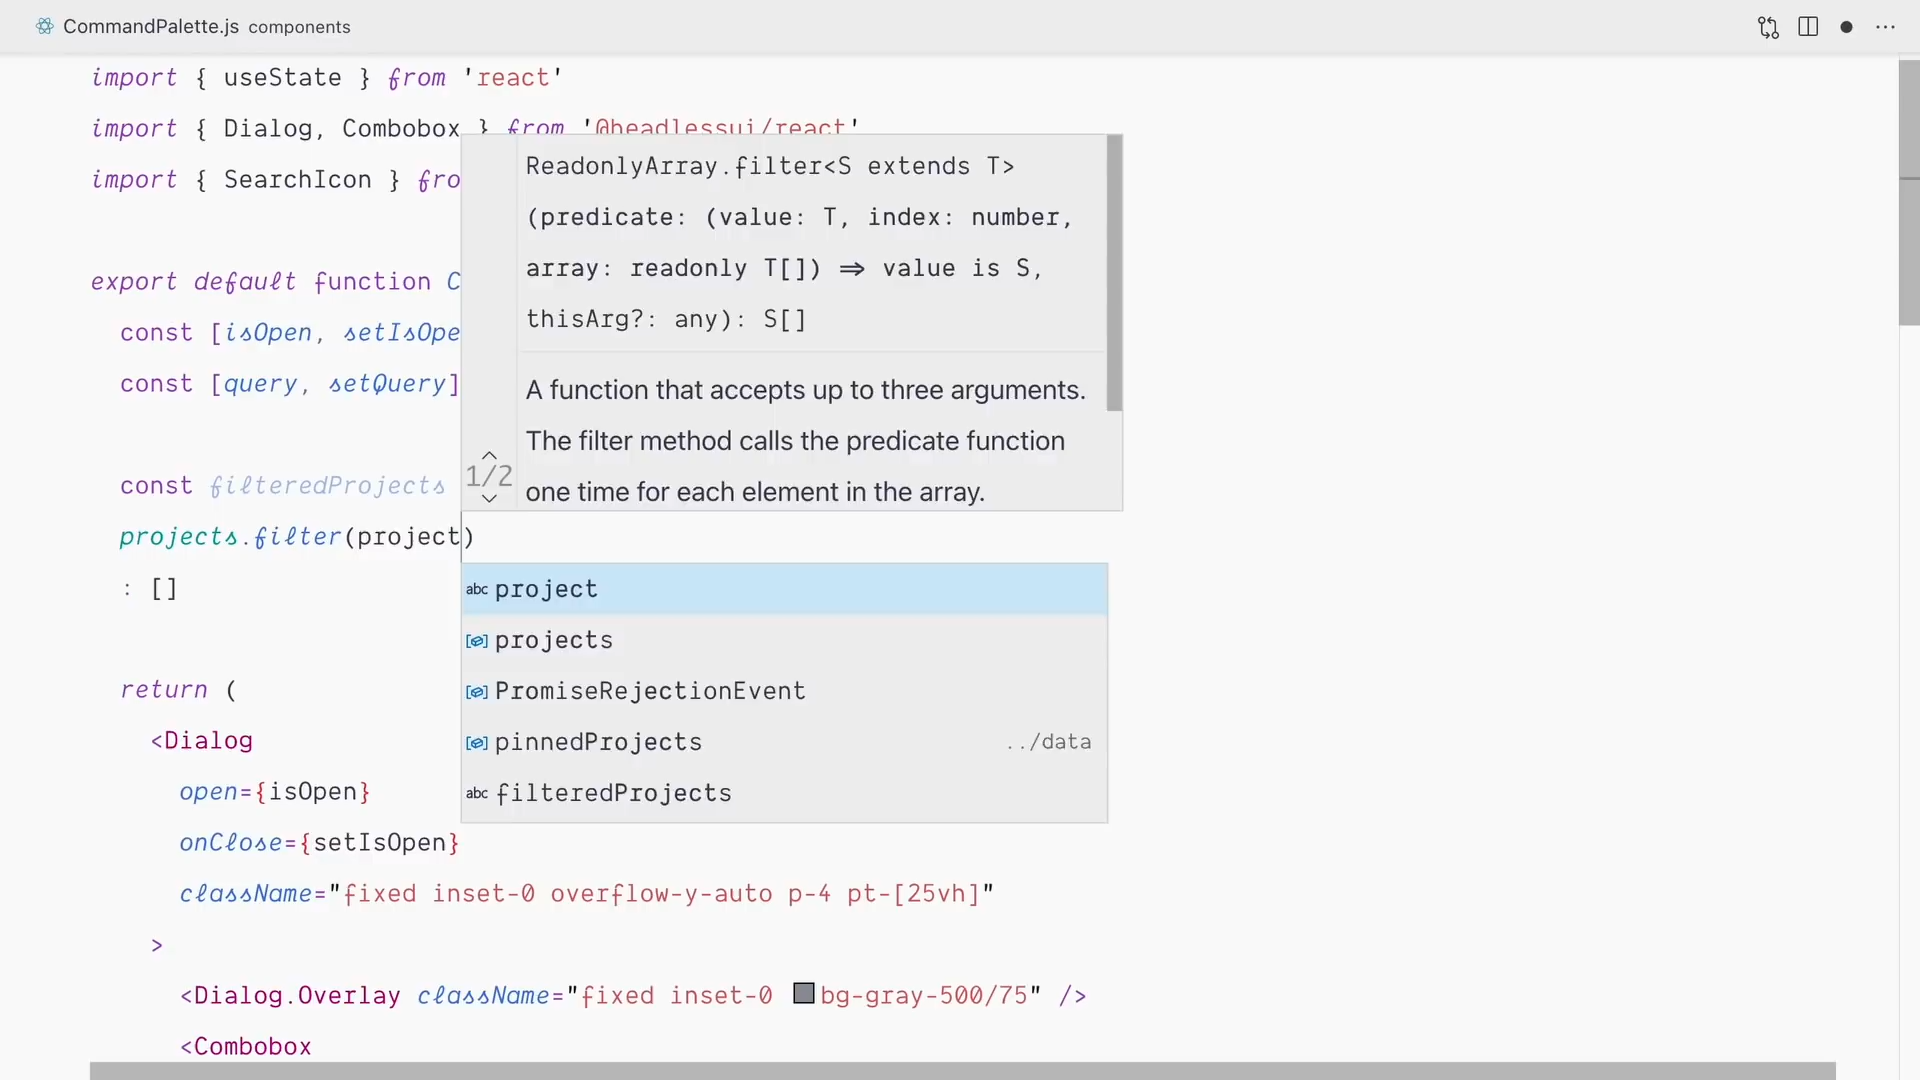 CommandPalette.js components
import { useState } from 'react'
import { Dialog, Combobox } from '@headlessui/react'
import { SearchIcon } fro
ReadonlyArray.filter<S extends T>
(predicate: (value: T, index: number,
array: readonly T[]) ⇒ value is S,
thisArg?: any): S[]
export default function C
const [isOpen, setIsOpe
const [query, setQuery]
A function that accepts up to three arguments.
The filter method calls the predicate function
one time for each element in the array.
1/2
const filteredProjects
projects.filter(project)
: []
project
projects
PromiseRejectionEvent
pinnedProjects ../data
filteredProjects
return (
<Dialog
open={isOpen}
onClose={setIsOpen}
className="fixed inset-0 overflow-y-auto p-4 pt-[25vh]"
>
<Dialog.Overlay className="fixed inset-0 bg-gray-500/75" />
<Combobox